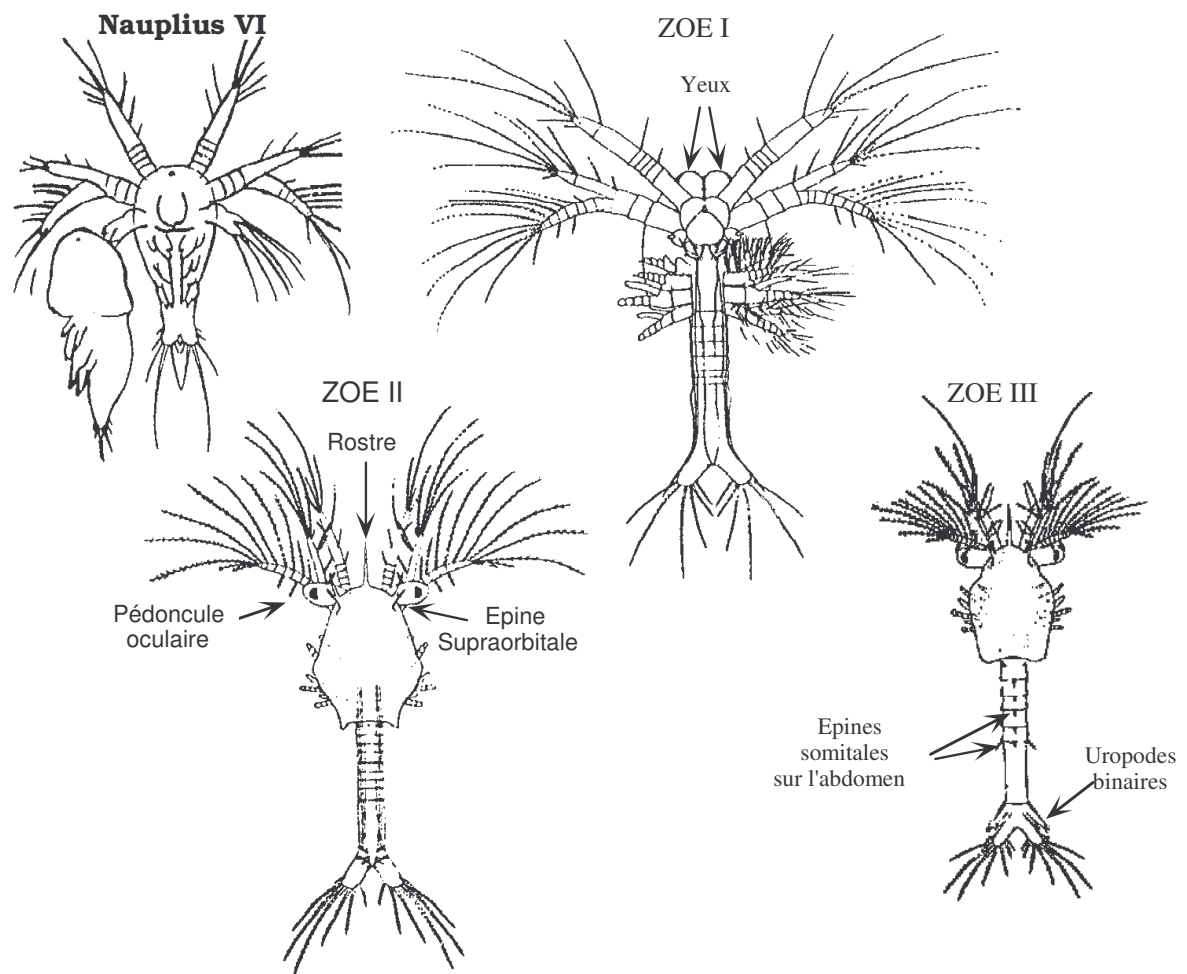 Nauplius VI
ZOE I
Yeux
ZOE II
Rostre
Pédoncule
oculaire
Epine
Supraorbitale
ZOE III
Epines
somitales
sur l'abdomen
Uropodes
binaires